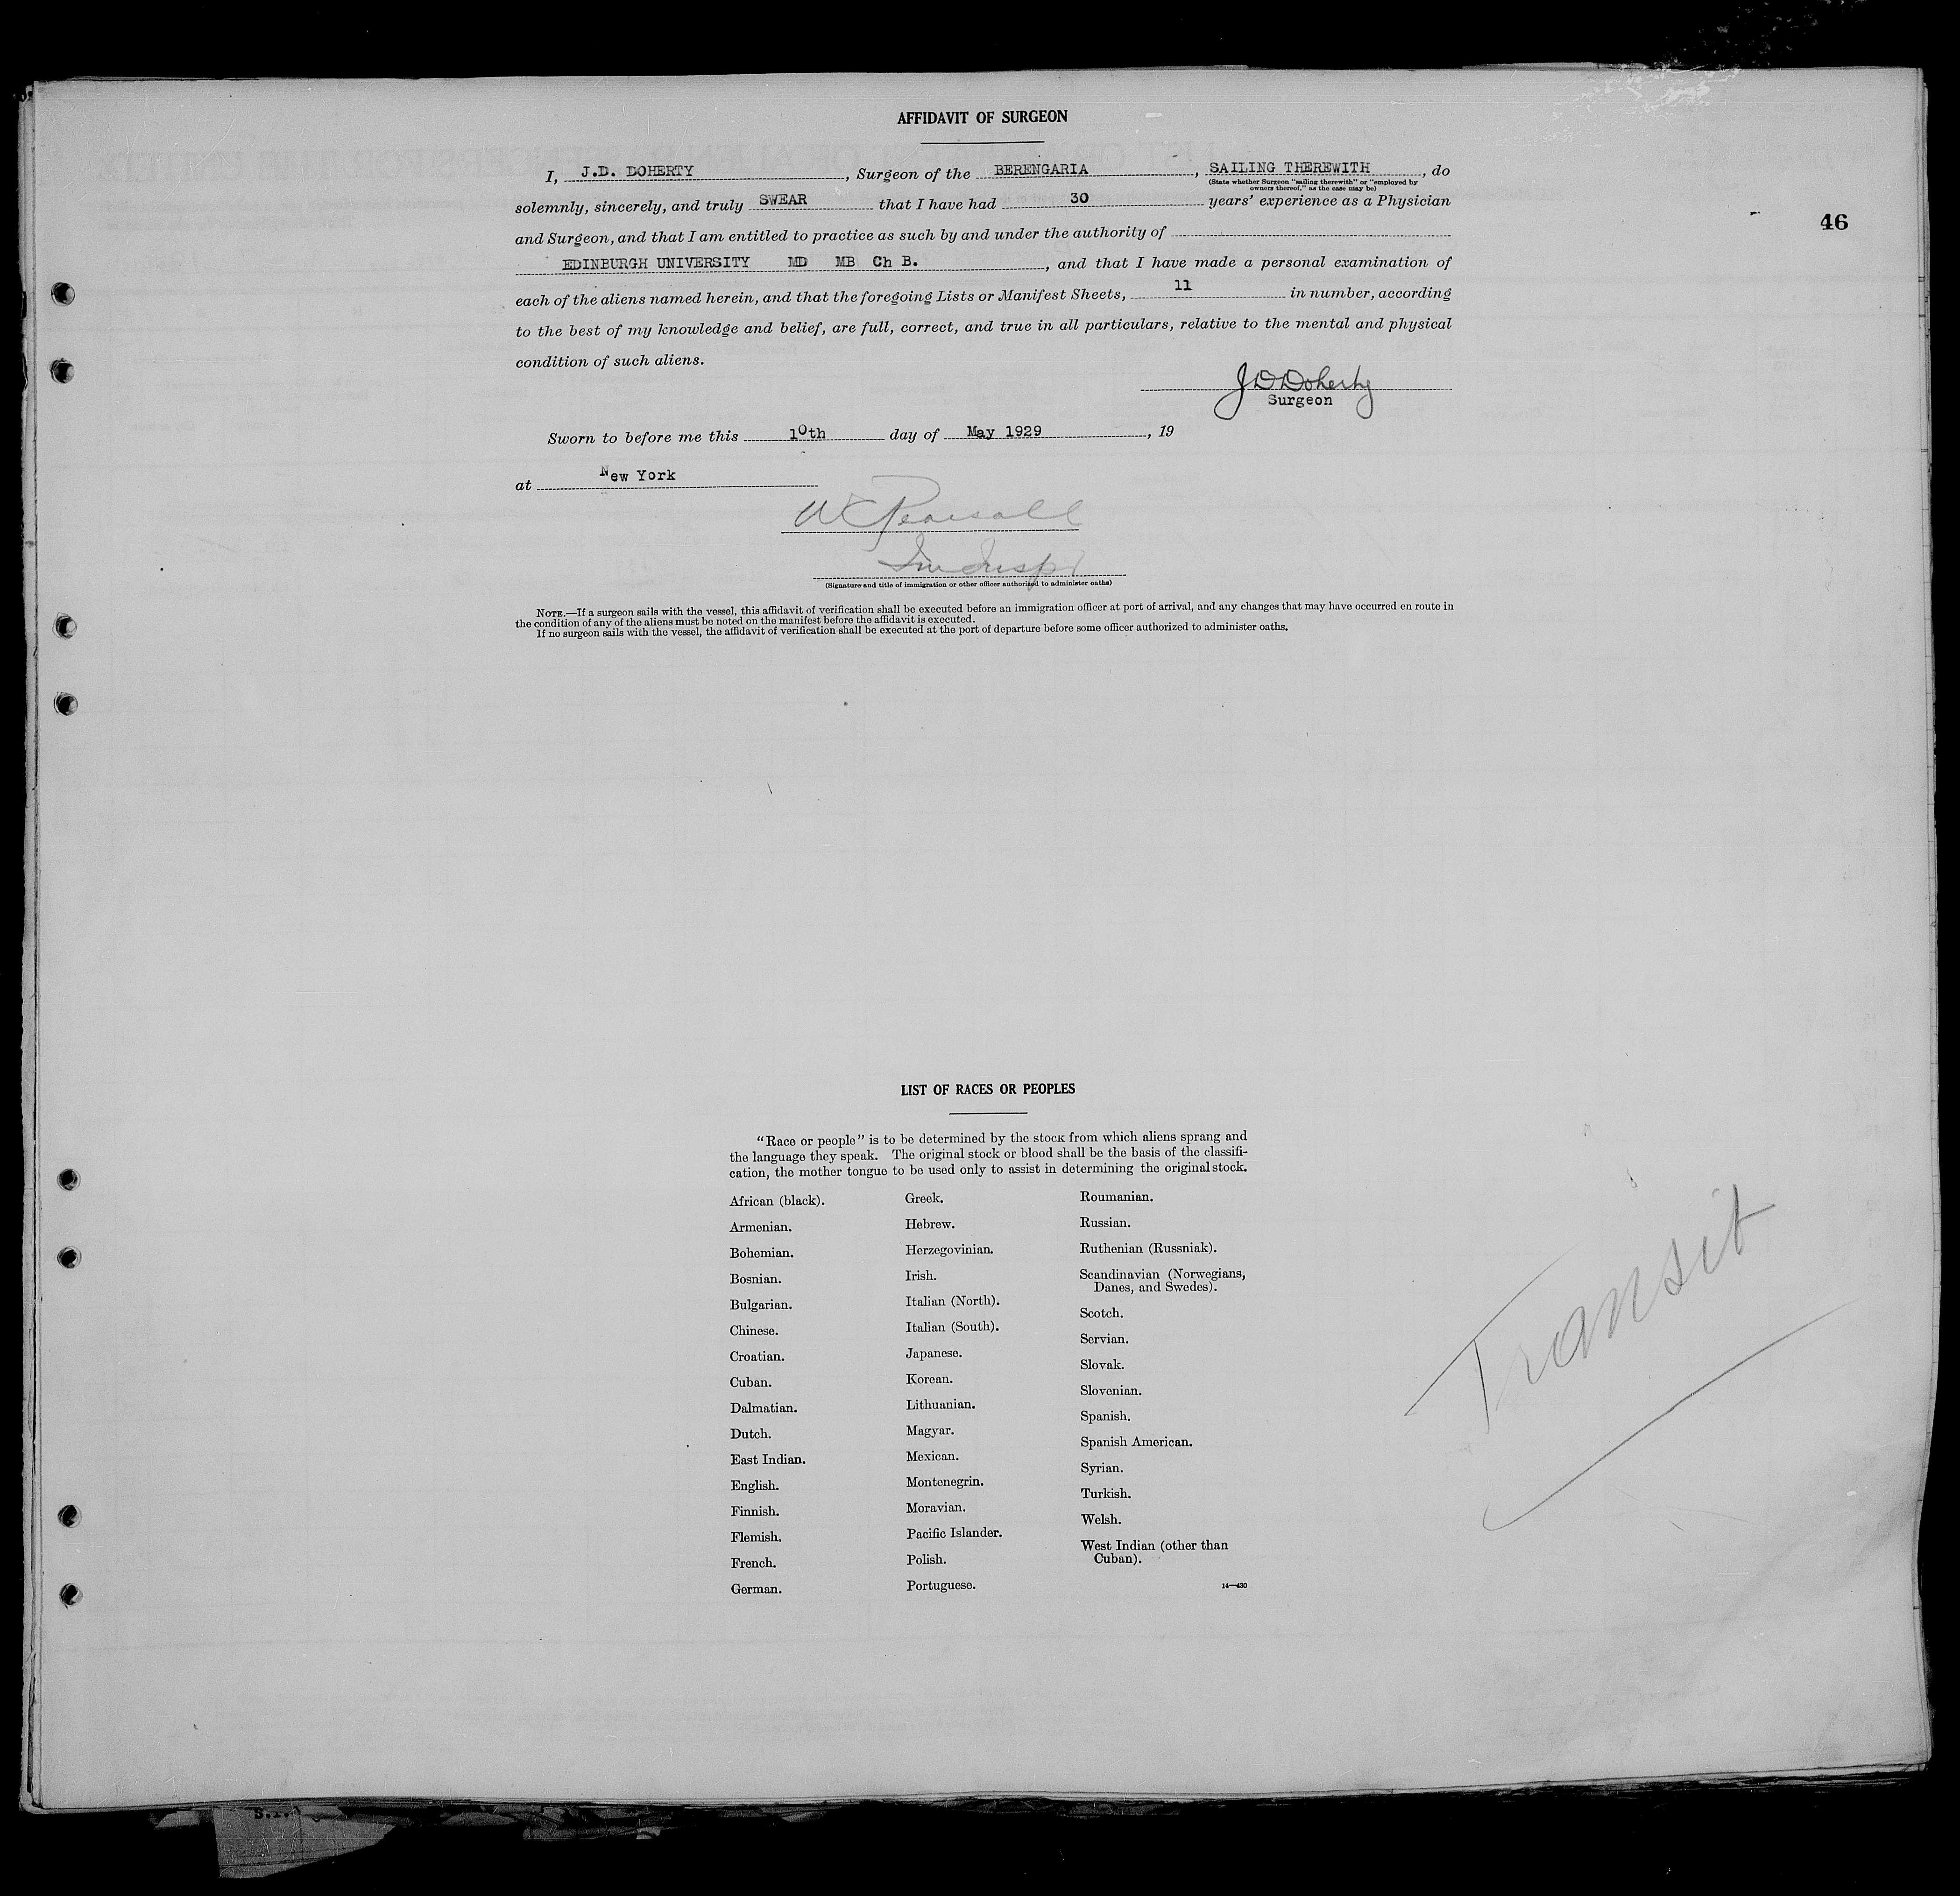 AFFIDAVIT OF SURGEON
46
I, J.D. DOHERTY, Surgeon of the BERENGARIA, SAILING THEREWITH, do
(State whether Surgeon "sailing therewith" or "employed by
owners thereof," as the case may be)
solemnly, sincerely, and truly SWEAR that I have had 30 years' experience as a Physician
and Surgeon, and that I am entitled to practice as such by and under the authority of
EDINBURGH UNIVERSITY MD MB Ch B., and that I have made a personal examination of
each of the aliens named herein, and that the foregoing Lists or Manifest Sheets, 11 in number, according
to the best of my knowledge and belief, are full, correct, and true in all particulars, relative to the mental and physical
condition of such aliens.
J D Doherty
Surgeon
Sworn to before me this 10th day of May 1929, 19
at New York
W Pearsall
Im Inspr
(Signature and title of immigration or other officer authorized to administer oaths)
NOTE.—If a surgeon sails with the vessel, this affidavit of verification shall be executed before an immigration officer at port of arrival, and any changes that may have occurred en route in
the condition of any of the aliens must be noted on the manifest before the affidavit is executed.
If no surgeon sails with the vessel, the affidavit of verification shall be executed at the port of departure before some officer authorized to administer oaths.
LIST OF RACES OR PEOPLES
"Race or people" is to be determined by the stock from which aliens sprang and
the language they speak. The original stock or blood shall be the basis of the classifi-
cation, the mother tongue to be used only to assist in determining the original stock.
African (black).
Armenian.
Bohemian.
Bosnian.
Bulgarian.
Chinese.
Croatian.
Cuban.
Dalmatian.
Dutch.
East Indian.
English.
Finnish.
Flemish.
French.
German.
Greek.
Hebrew.
Herzegovinian.
Irish.
Italian (North).
Italian (South).
Japanese.
Korean.
Lithuanian.
Magyar.
Mexican.
Montenegrin.
Moravian.
Pacific Islander.
Polish.
Portuguese.
Roumanian.
Russian.
Ruthenian (Russniak).
Scandinavian (Norwegians,
Danes, and Swedes).
Scotch.
Servian.
Slovak.
Slovenian.
Spanish.
Spanish American.
Syrian.
Turkish.
Welsh.
West Indian (other than
Cuban).
14—430
Transit